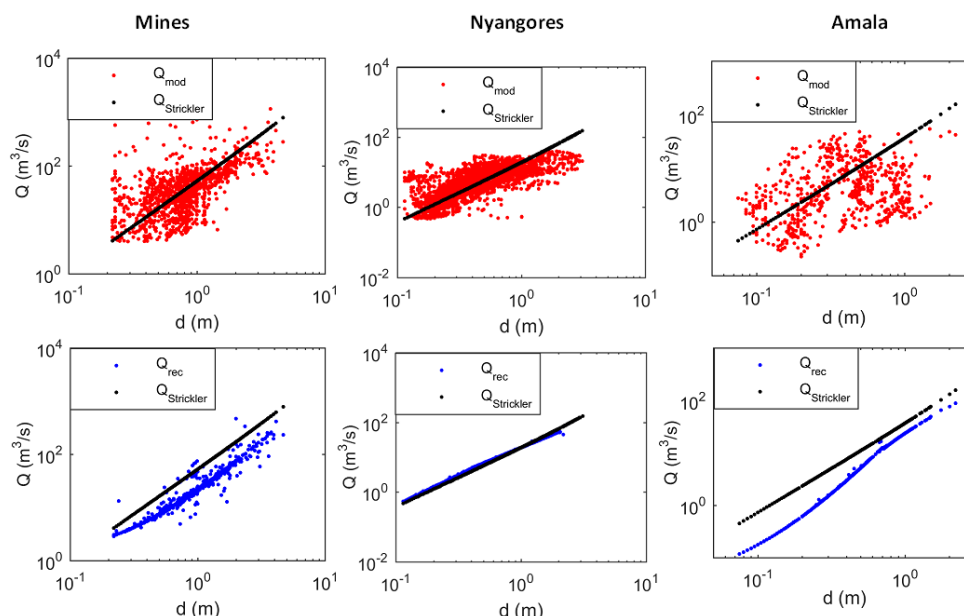 Mines
Nyangores
Amala
10^4
10^2
10^0
Q (m^3/s)
Q_mod
Q_Strickler
10^-1
10^0
10^1
d (m)
10^4
10^2
10^0
10^-2
Q (m^3/s)
Q_mod
Q_Strickler
10^-1
10^0
10^1
d (m)
10^2
10^0
Q (m^3/s)
Q_mod
Q_Strickler
10^-1
10^0
d (m)
10^4
10^2
10^0
Q (m^3/s)
Q_rec
Q_Strickler
10^-1
10^0
10^1
d (m)
10^4
10^2
10^0
10^-2
Q (m^3/s)
Q_rec
Q_Strickler
10^-1
10^0
10^1
d (m)
10^2
10^0
Q (m^3/s)
Q_rec
Q_Strickler
10^-1
10^0
d (m)